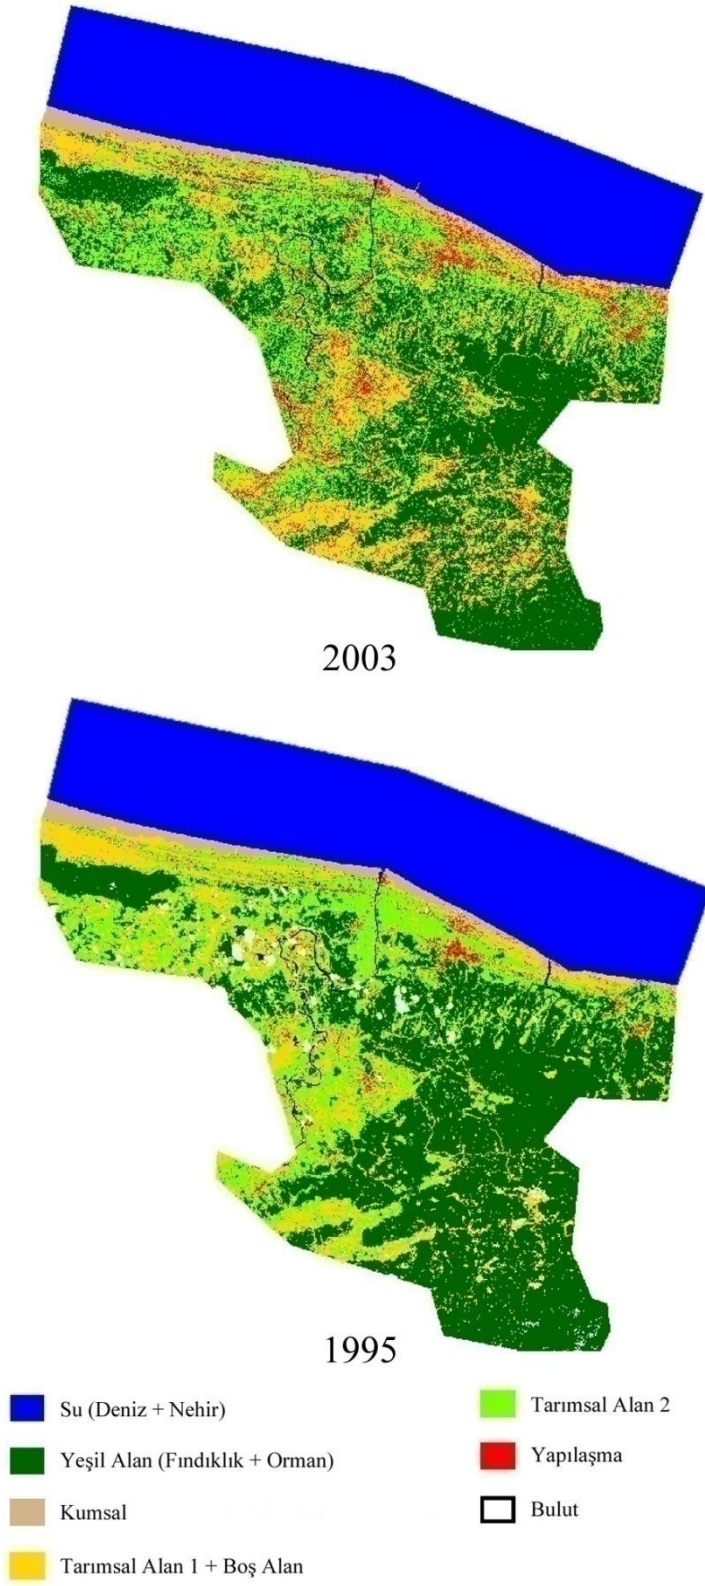 2003
1995
Su (Deniz + Nehir)
Yeşil Alan (Fındıklık + Orman)
Kumsal
Tarımsal Alan 1 + Boş Alan
Tarımsal Alan 2
Yapılaşma
Bulut